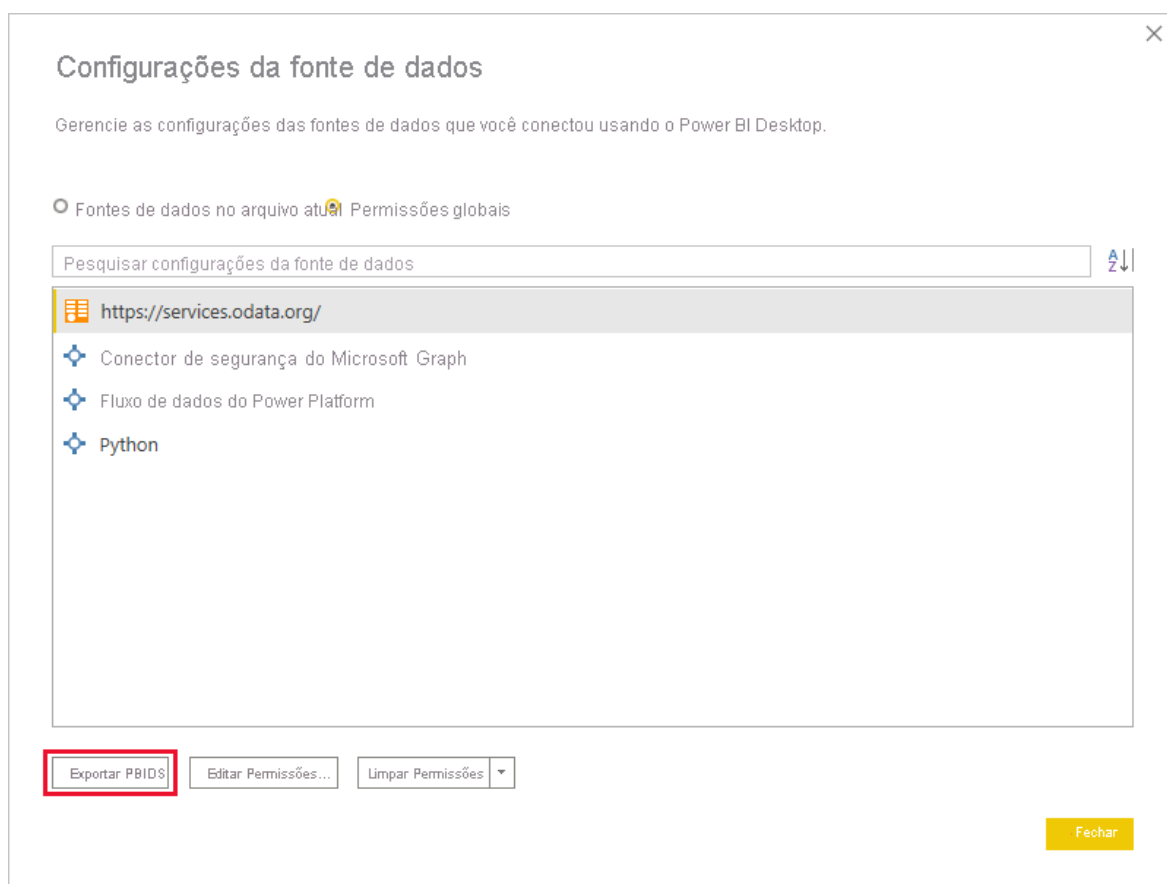 Configurações da fonte de dados
Gerencie as configurações das fontes de dados que você conectou usando o Power BI Desktop.
Fontes de dados no arquivo atual Permissões globais
Pesquisar configurações da fonte de dados
A
Z
https://services.odata.org/
Conector de segurança do Microsoft Graph
Fluxo de dados do Power Platform
Python
Exportar PBIDS Editar Permissões... Limpar Permissões
Fechar